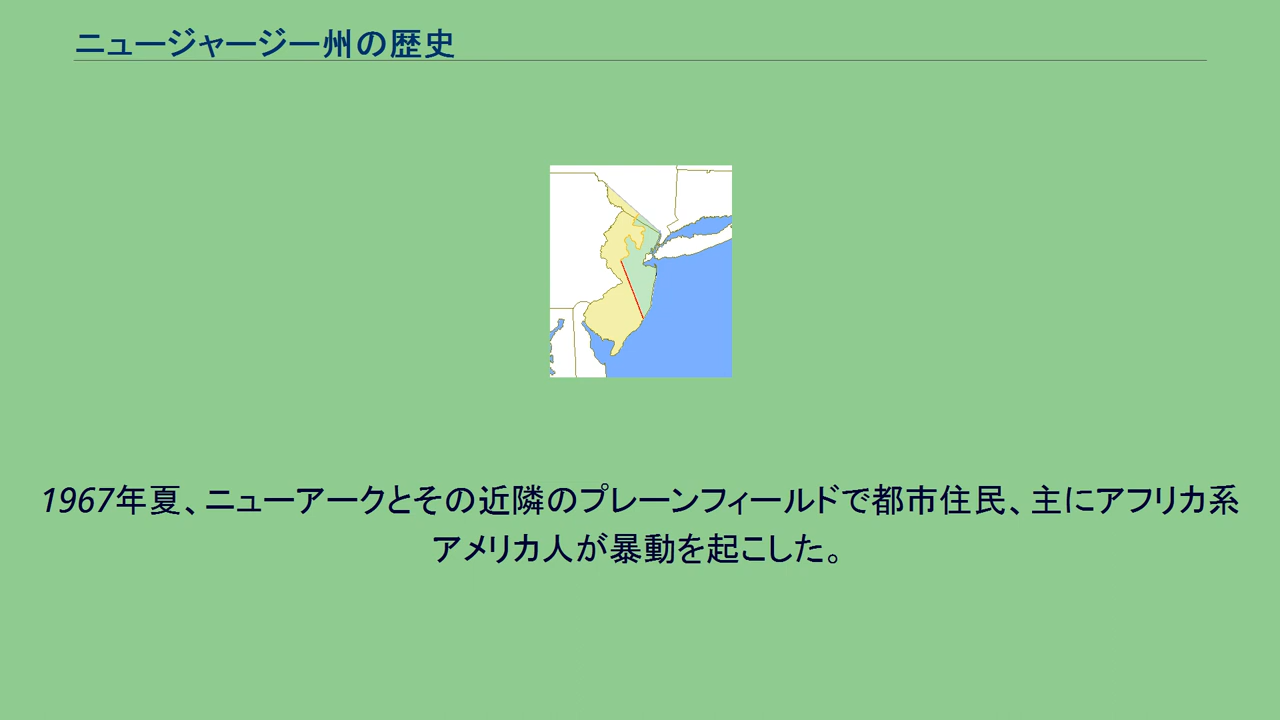 ニュージャージー州の歴史
1967年夏、ニューアークとその近隣のプレーンフィールドで都市住民、主にアフリカ系
アメリカ人が暴動を起こした。